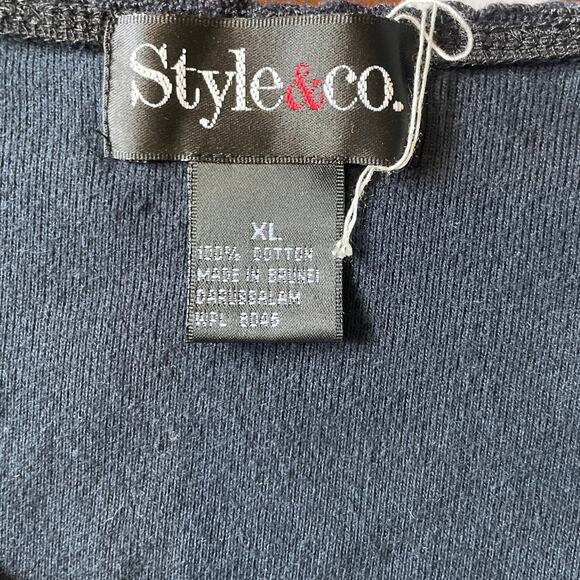 Style&co.
XL
100% COTTON
MADE IN BRUNEI
DARUSSALAM
WPL 8045